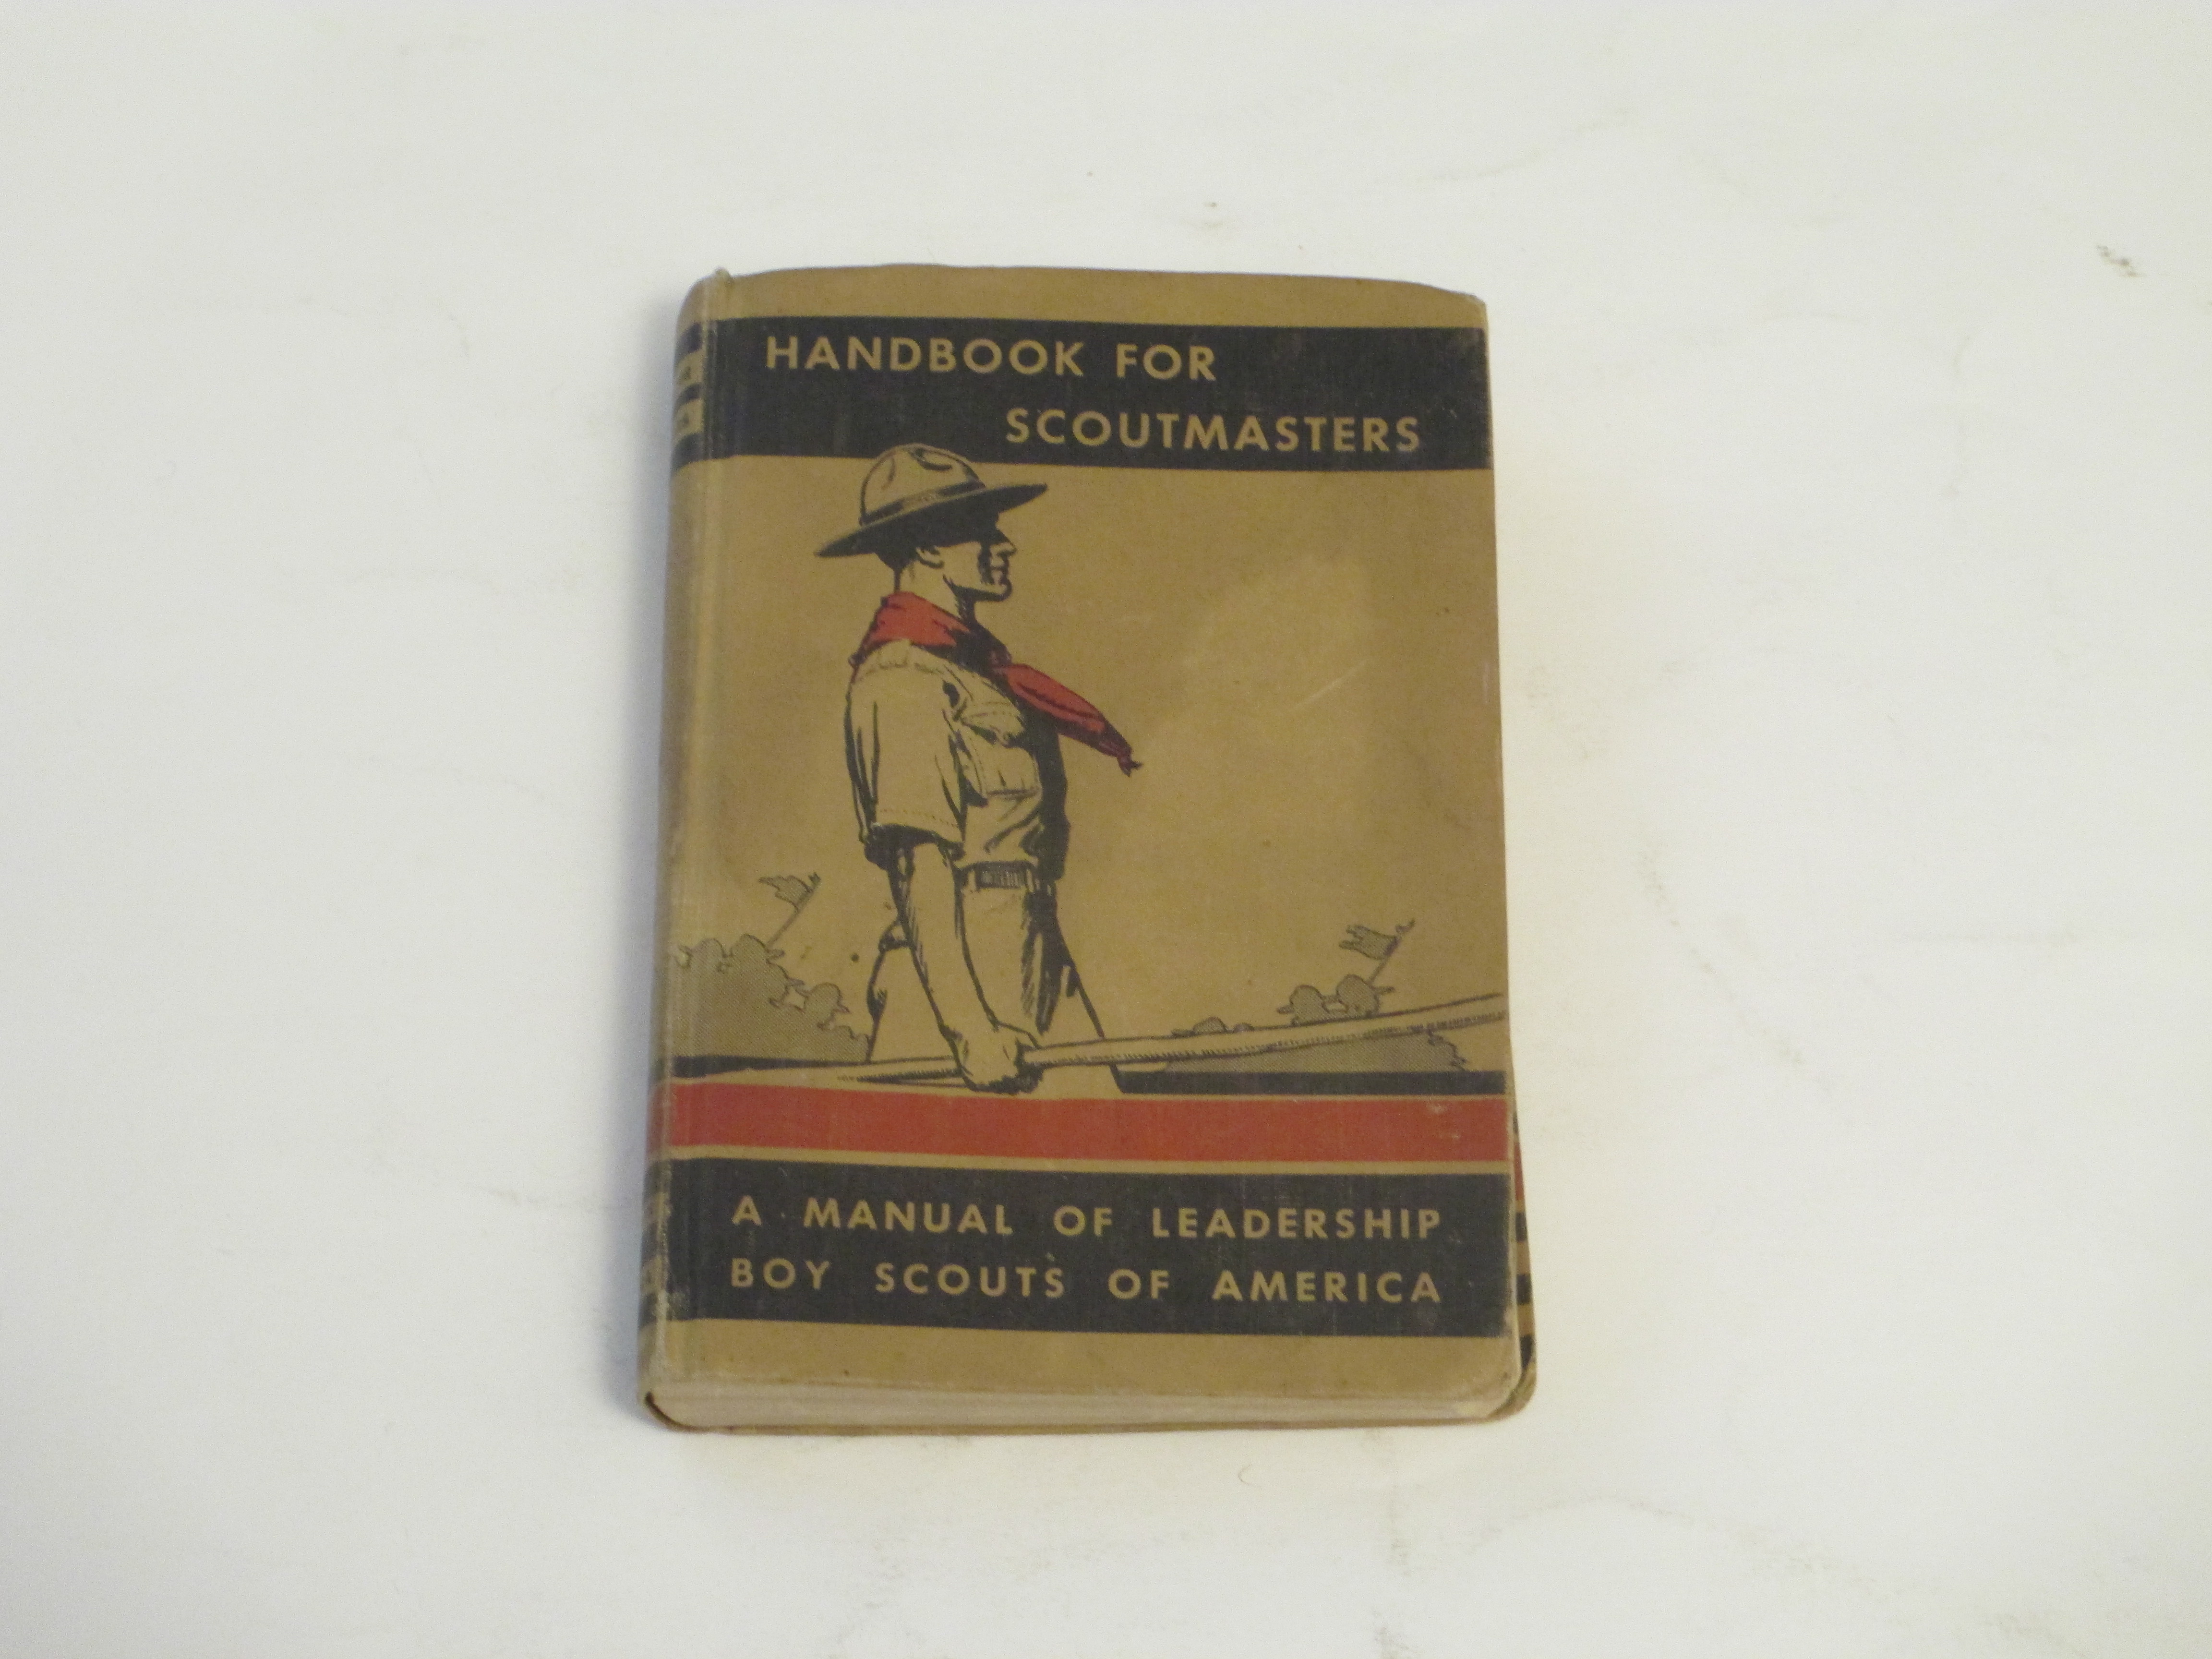 HANDBOOK FOR
SCOUTMASTERS
A MANUAL OF LEADERSHIP
BOY SCOUTS OF AMERICA